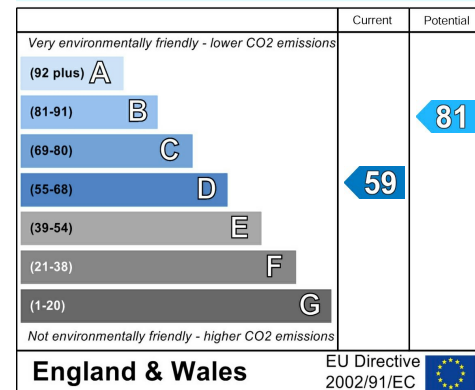 Current Potential
Very environmentally friendly - lower CO2 emissions
(92 plus) A
(81-91) B
81
(69-80) C
(55-68) D
59
(39-54) E
(21-38) F
(1-20) G
Not environmentally friendly - higher CO2 emissions
England & Wales
EU Directive
2002/91/EC